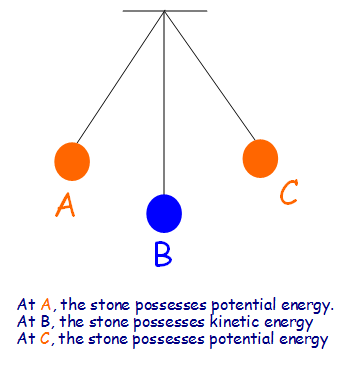 A
C
B
At A, the stone possesses potential energy.
At B, the stone possesses kinetic energy
At C, the stone possesses potential energy